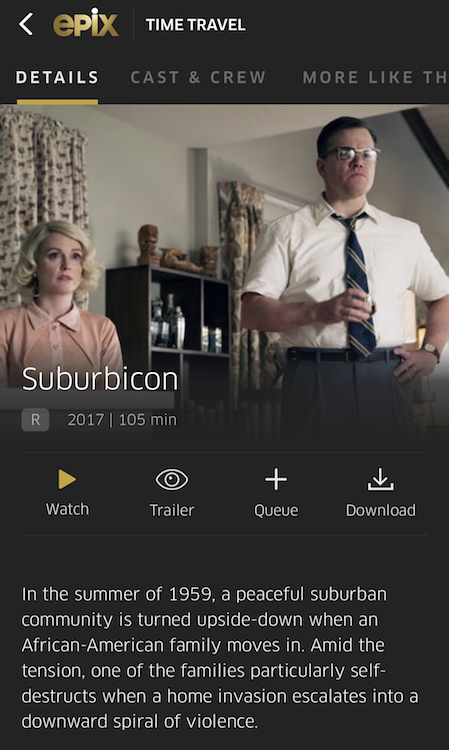 epix TIME TRAVEL
DETAILS CAST & CREW MORE LIKE TH
Suburbicon
R 2017 | 105 min
Watch Trailer Queue Download
In the summer of 1959, a peaceful suburban
community is turned upside-down when an
African-American family moves in. Amid the
tension, one of the families particularly self-
destructs when a home invasion escalates into a
downward spiral of violence.